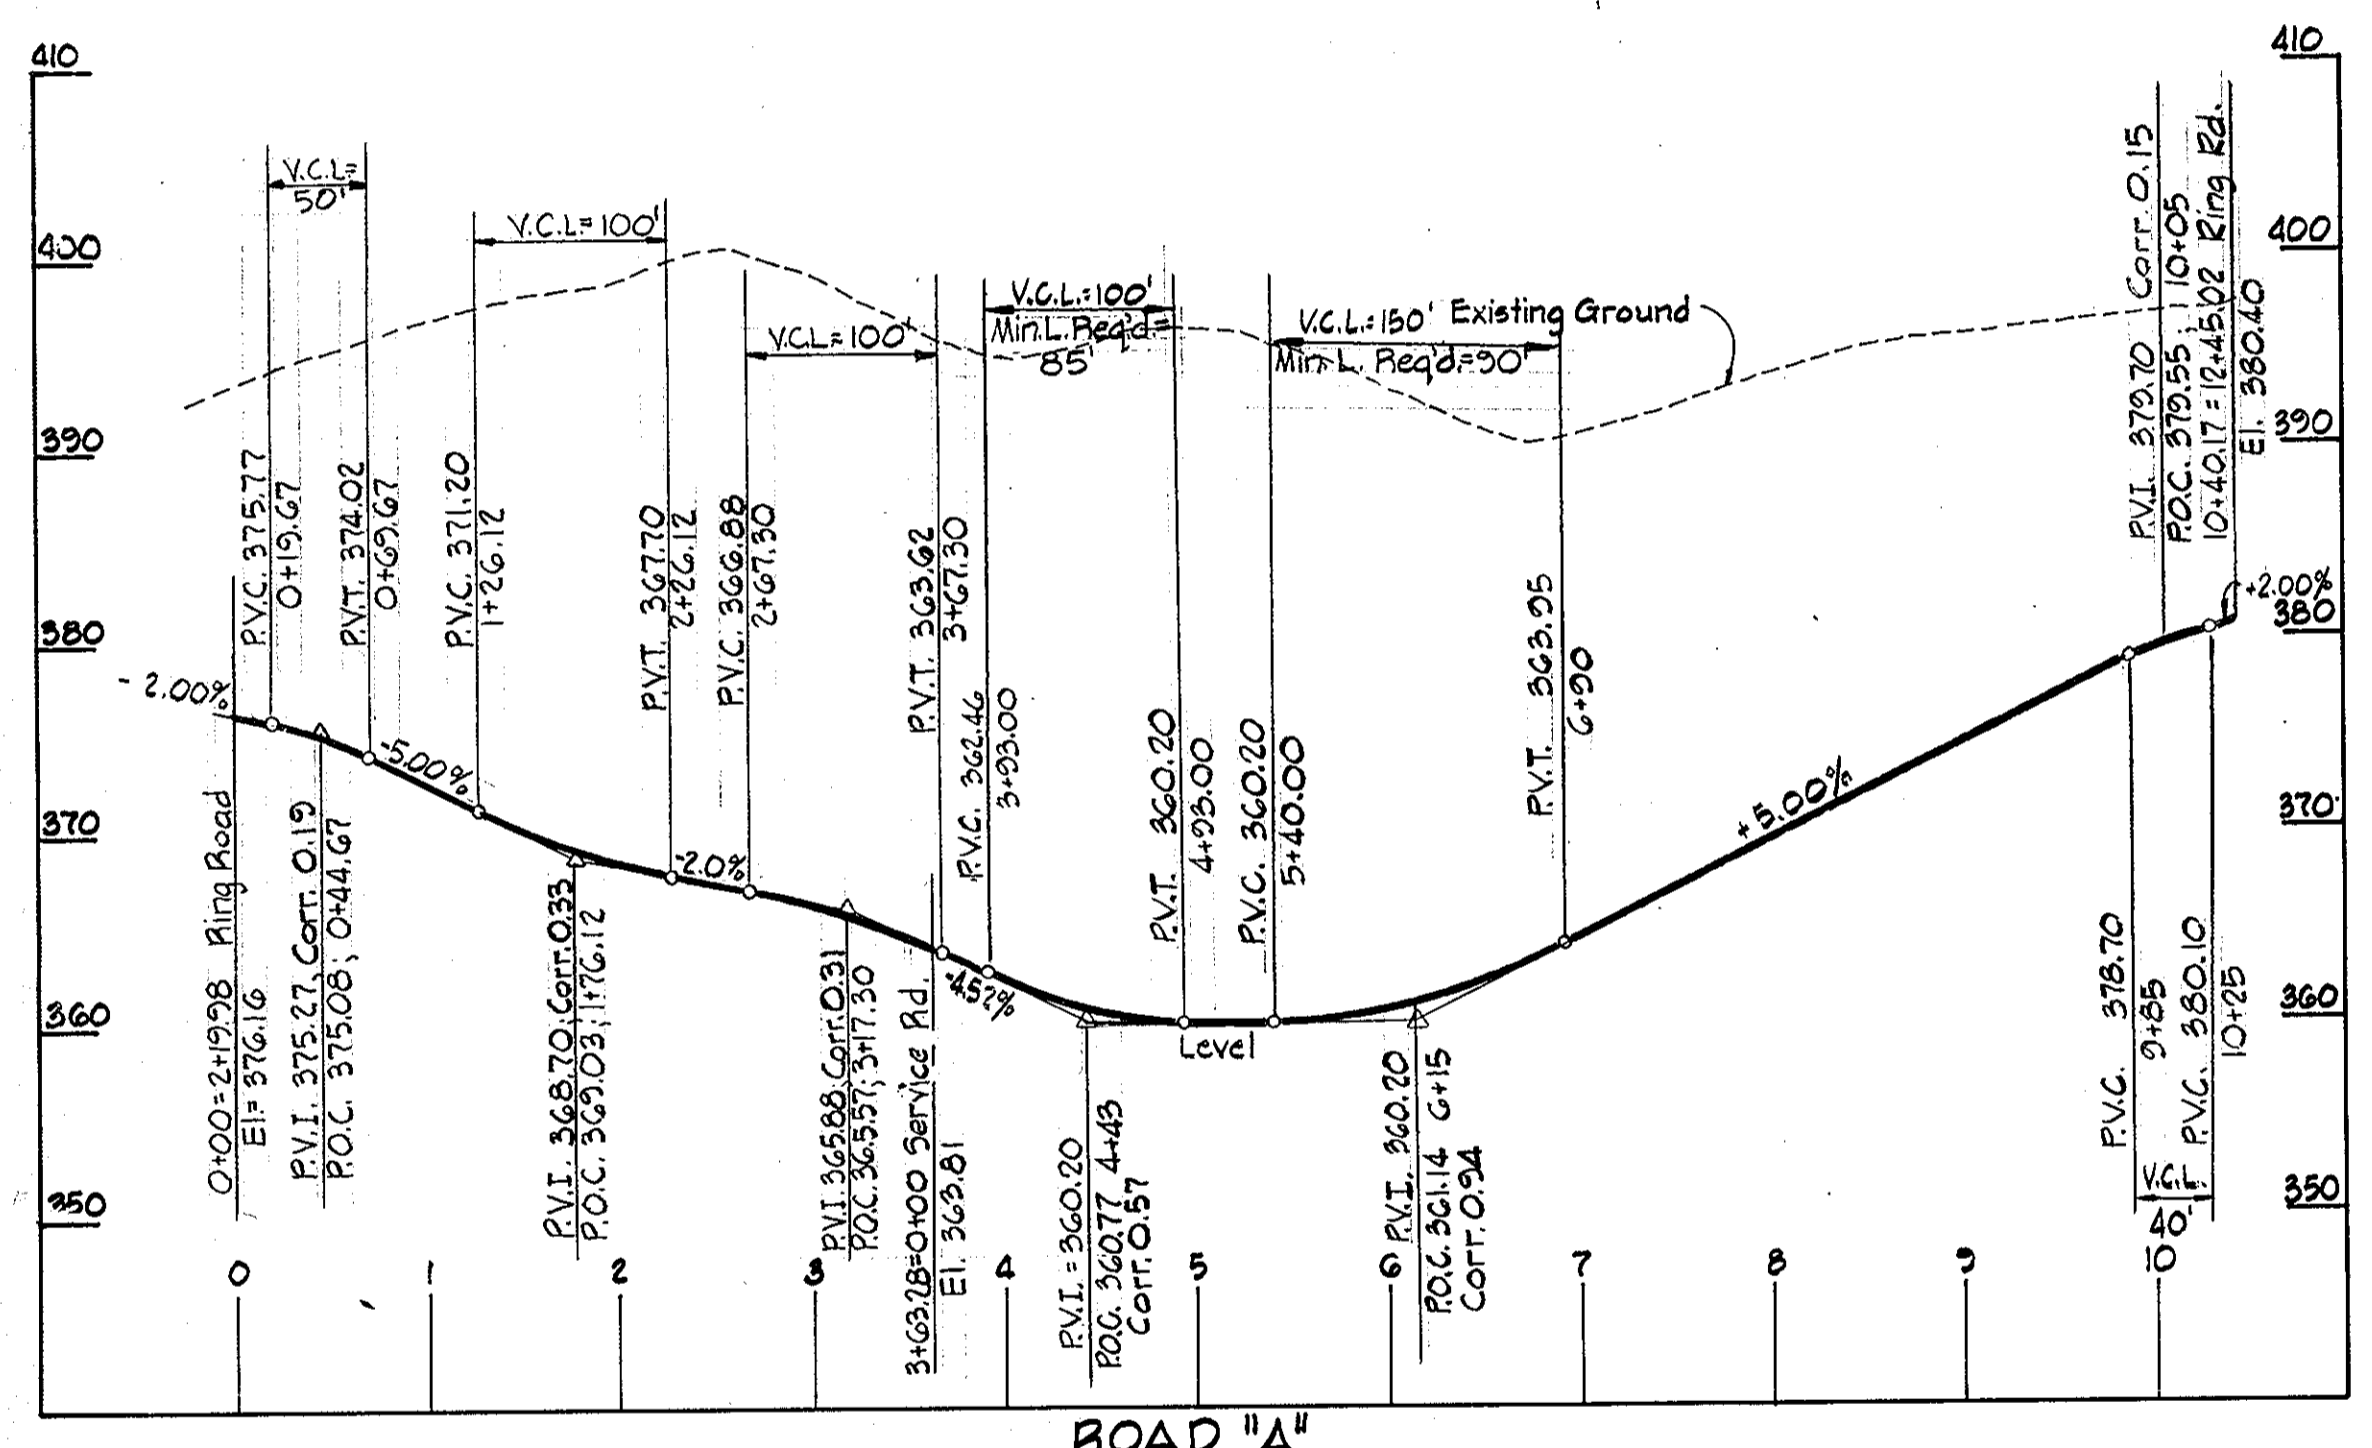 410
400
390
380
370
360
350
V.C.L=
50'
V.C.L.=100'
V.C.L=100'
V.C.L.=100'
Min.L.Req'd=
85'
V.C.L.=150'
Min. L. Req'd.=90'
Existing Ground
410
400
390
380
370
360
350
- 2.00%
P.V.C. 375.77
0+19.67
P.V.T. 374.02
0+69.67
P.V.C. 371.20
1+26.12
P.V.T. 367.70
2+26.12
P.V.C. 366.88
2+67.30
P.V.T. 363.62
3+67.30
P.V.C. 362.46
3+93.00
P.V.T. 360.20
4+93.00
P.V.C. 360.20
5+40.00
P.V.T. 363.95
6+90
P.V.I. 379.70 Corr. 0.15
P.O.C. 379.55; 10+05
10+40.17=12+45.02 Ring Rd.
El. 380.40
+2.00%
-5.00%
-2.0%
-4.52%
Level
+5.00%
0+00=2+19.98 Ring Road
El.=376.16
P.V.I. 375.27, Corr. 0.19
P.O.C. 375.08; 0+44.67
P.V.I. 368.70, Corr. 0.33
P.O.C. 369.03; 1+76.12
P.V.I. 365.88; Corr. 0.31
P.O.C. 365.57; 3+17.30
3+63.28=0+00 Service Rd.
El. 363.81
P.V.I.=360.20
P.O.C. 360.77 4+43
Corr. 0.57
P.V.I. 360.20
P.O.C. 361.14 6+15
Corr. 0.94
P.V.C. 378.70
9+85
P.V.C. 380.10
10+25
V.C.L.
40'
0 1 2 3 4 5 6 7 8 9 10
ROAD "A"